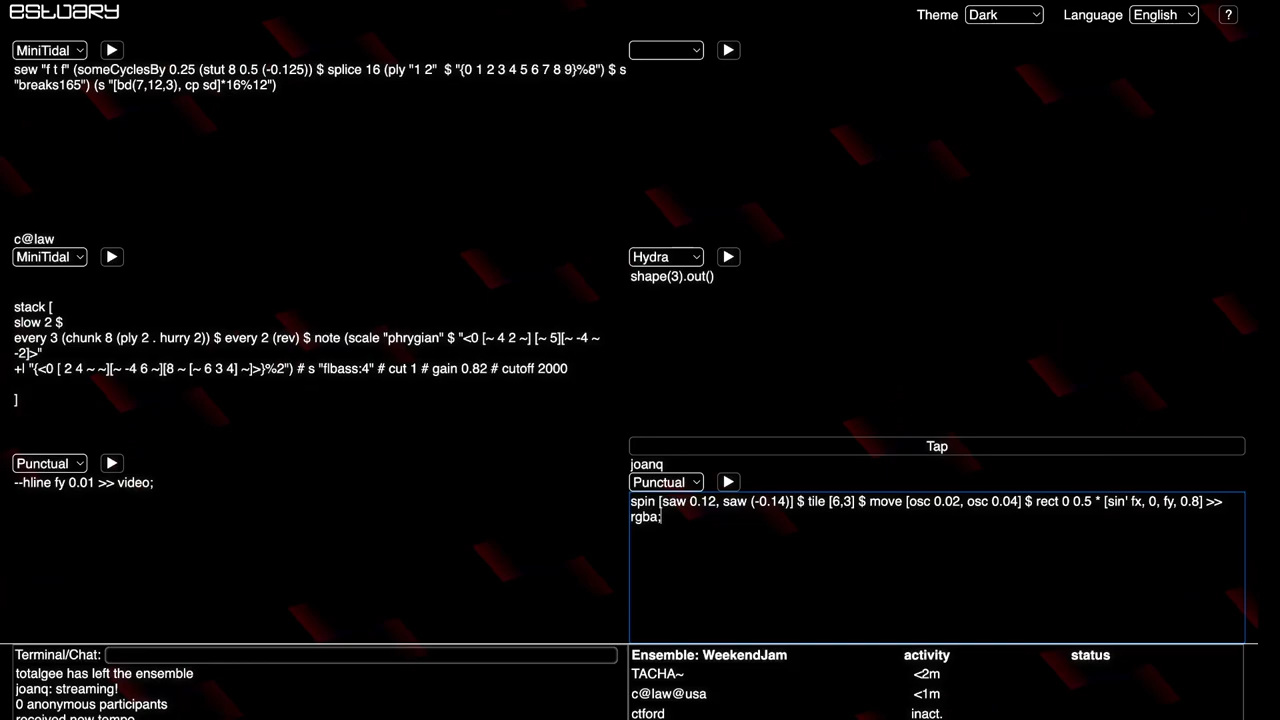 estuary
Theme Dark Language English ?
MiniTidal
sew "f t f" (someCyclesBy 0.25 (stut 8 0.5 (-0.125)) $ splice 16 (ply "1 2" $ "{0 1 2 3 4 5 6 7 8 9}%8") $ s
"breaks165") (s "[bd(7,12,3), cp sd]*16%12")
c@law
MiniTidal
stack [
slow 2 $
every 3 (chunk 8 (ply 2 . hurry 2)) $ every 2 (rev) $ note (scale "phrygian" $ "<0 [~ 4 2 ~] [~ 5][~ -4 ~
-2]>"
+| "{<0 [ 2 4 ~ ~][~ -4 6 ~][8 ~ [~ 6 3 4] ~]>}%2") # s "flbass:4" # cut 1 # gain 0.82 # cutoff 2000
]
Punctual
--hline fy 0.01 >> video;
Hydra
shape(3).out()
Tap
joanq
Punctual
spin [saw 0.12, saw (-0.14)] $ tile [6,3] $ move [osc 0.02, osc 0.04] $ rect 0 0.5 * [sin' fx, 0, fy, 0.8] >>
rgba;
Terminal/Chat:
totalgee has left the ensemble
joanq: streaming!
0 anonymous participants
received new tempo
Ensemble: WeekendJam activity status
TACHA~ <2m
c@law@usa <1m
ctford inact.